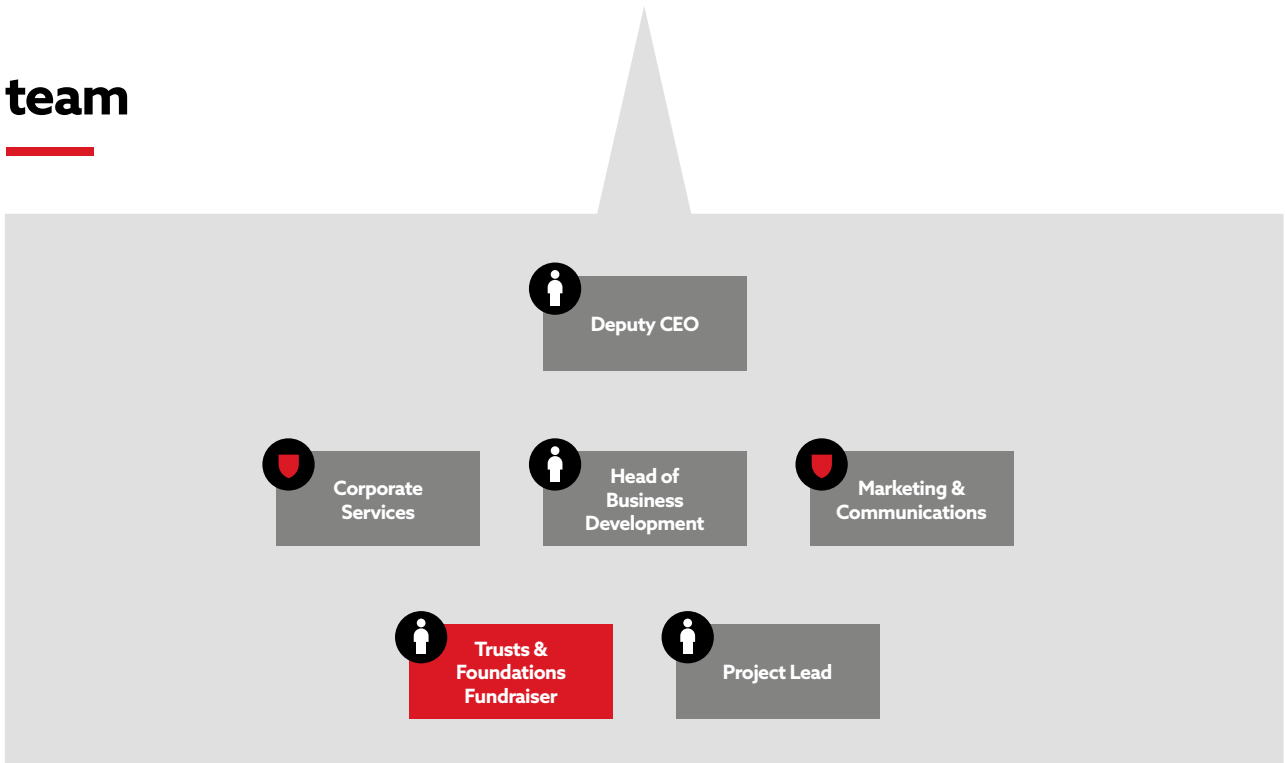 team
Deputy CEO
Corporate
Services
Head of
Business
Development
Marketing &
Communications
Trusts &
Foundations
Fundraiser
Project Lead